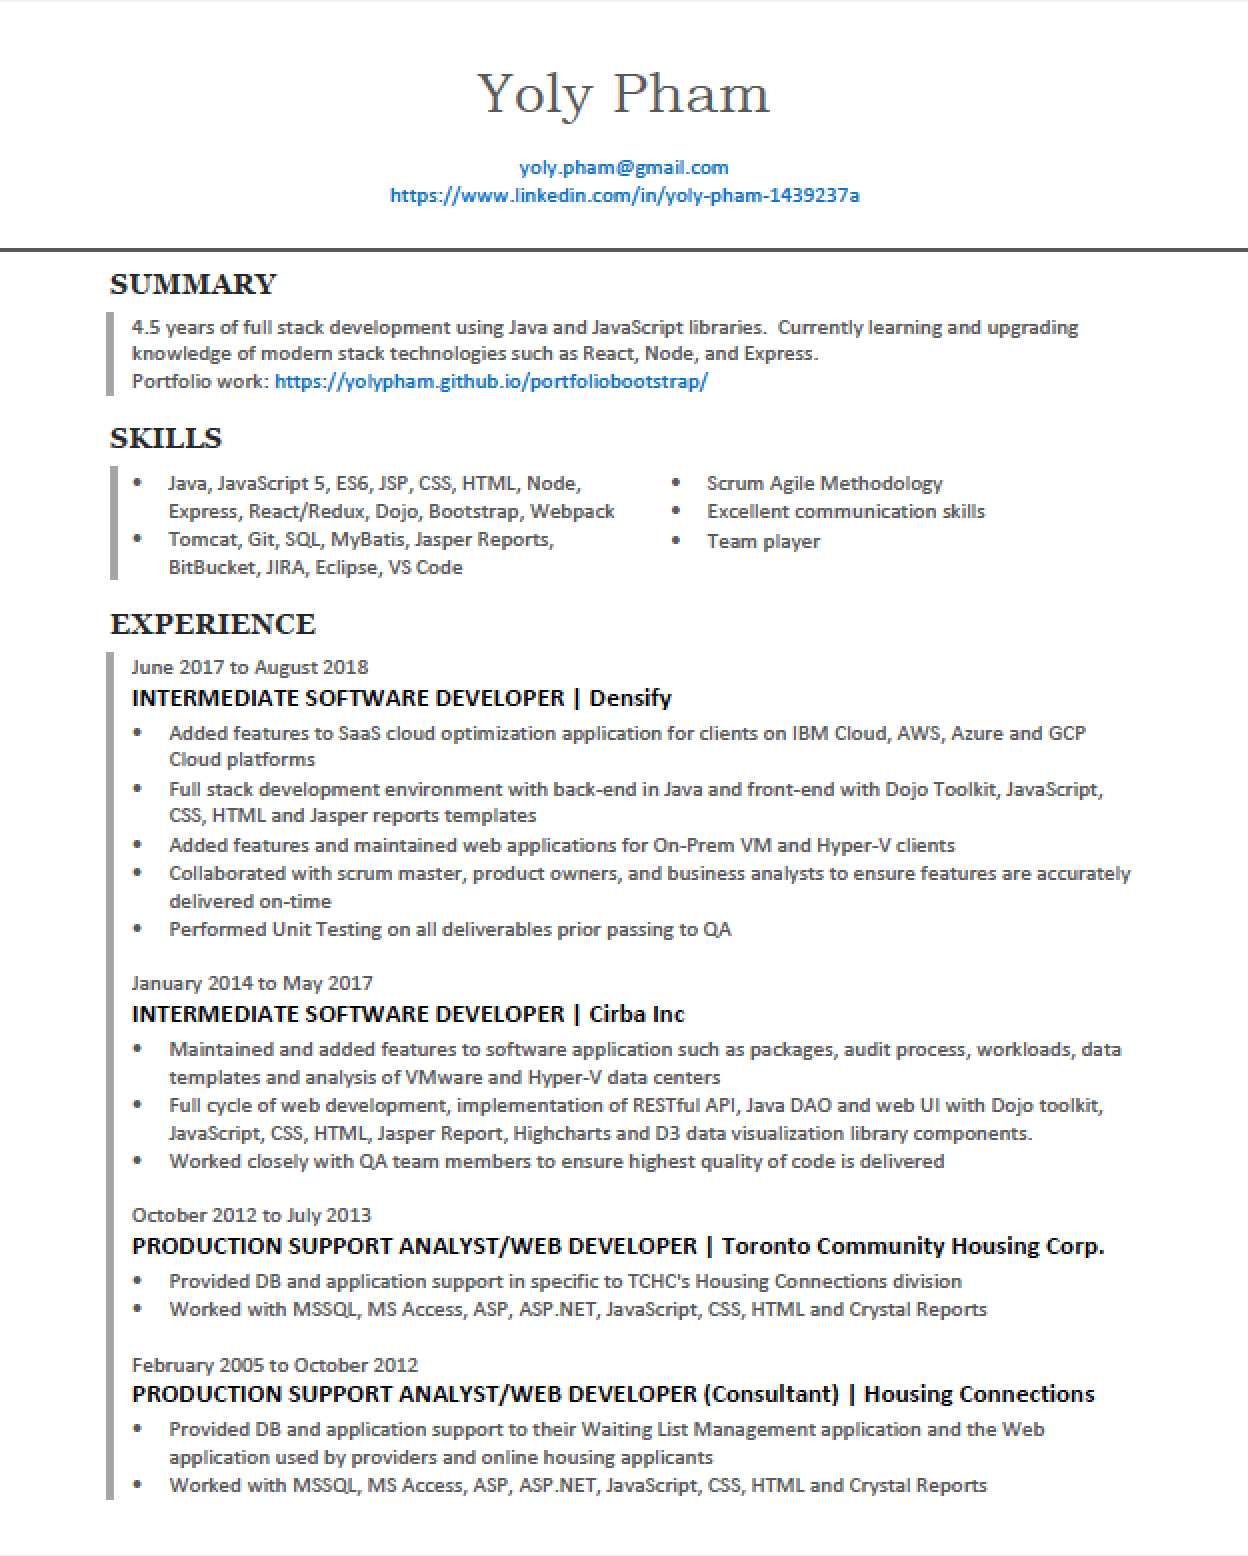 Yoly Pham
yoly.pham@gmail.com
https://www.linkedin.com/in/yoly-pham-1439237a
SUMMARY
4.5 years of full stack development using Java and JavaScript libraries.  Currently learning and upgrading
knowledge of modern stack technologies such as React, Node, and Express.
Portfolio work: https://yolypham.github.io/portfoliobootstrap/
SKILLS
• Java, JavaScript 5, ES6, JSP, CSS, HTML, Node,
Express, React/Redux, Dojo, Bootstrap, Webpack
• Tomcat, Git, SQL, MyBatis, Jasper Reports,
BitBucket, JIRA, Eclipse, VS Code
• Scrum Agile Methodology
• Excellent communication skills
• Team player
EXPERIENCE
June 2017 to August 2018
INTERMEDIATE SOFTWARE DEVELOPER | Densify
• Added features to SaaS cloud optimization application for clients on IBM Cloud, AWS, Azure and GCP
Cloud platforms
• Full stack development environment with back-end in Java and front-end with Dojo Toolkit, JavaScript,
CSS, HTML and Jasper reports templates
• Added features and maintained web applications for On-Prem VM and Hyper-V clients
• Collaborated with scrum master, product owners, and business analysts to ensure features are accurately
delivered on-time
• Performed Unit Testing on all deliverables prior passing to QA
January 2014 to May 2017
INTERMEDIATE SOFTWARE DEVELOPER | Cirba Inc
• Maintained and added features to software application such as packages, audit process, workloads, data
templates and analysis of VMware and Hyper-V data centers
• Full cycle of web development, implementation of RESTful API, Java DAO and web UI with Dojo toolkit,
JavaScript, CSS, HTML, Jasper Report, Highcharts and D3 data visualization library components.
• Worked closely with QA team members to ensure highest quality of code is delivered
October 2012 to July 2013
PRODUCTION SUPPORT ANALYST/WEB DEVELOPER | Toronto Community Housing Corp.
• Provided DB and application support in specific to TCHC's Housing Connections division
• Worked with MSSQL, MS Access, ASP, ASP.NET, JavaScript, CSS, HTML and Crystal Reports
February 2005 to October 2012
PRODUCTION SUPPORT ANALYST/WEB DEVELOPER (Consultant) | Housing Connections
• Provided DB and application support to their Waiting List Management application and the Web
application used by providers and online housing applicants
• Worked with MSSQL, MS Access, ASP, ASP.NET, JavaScript, CSS, HTML and Crystal Reports